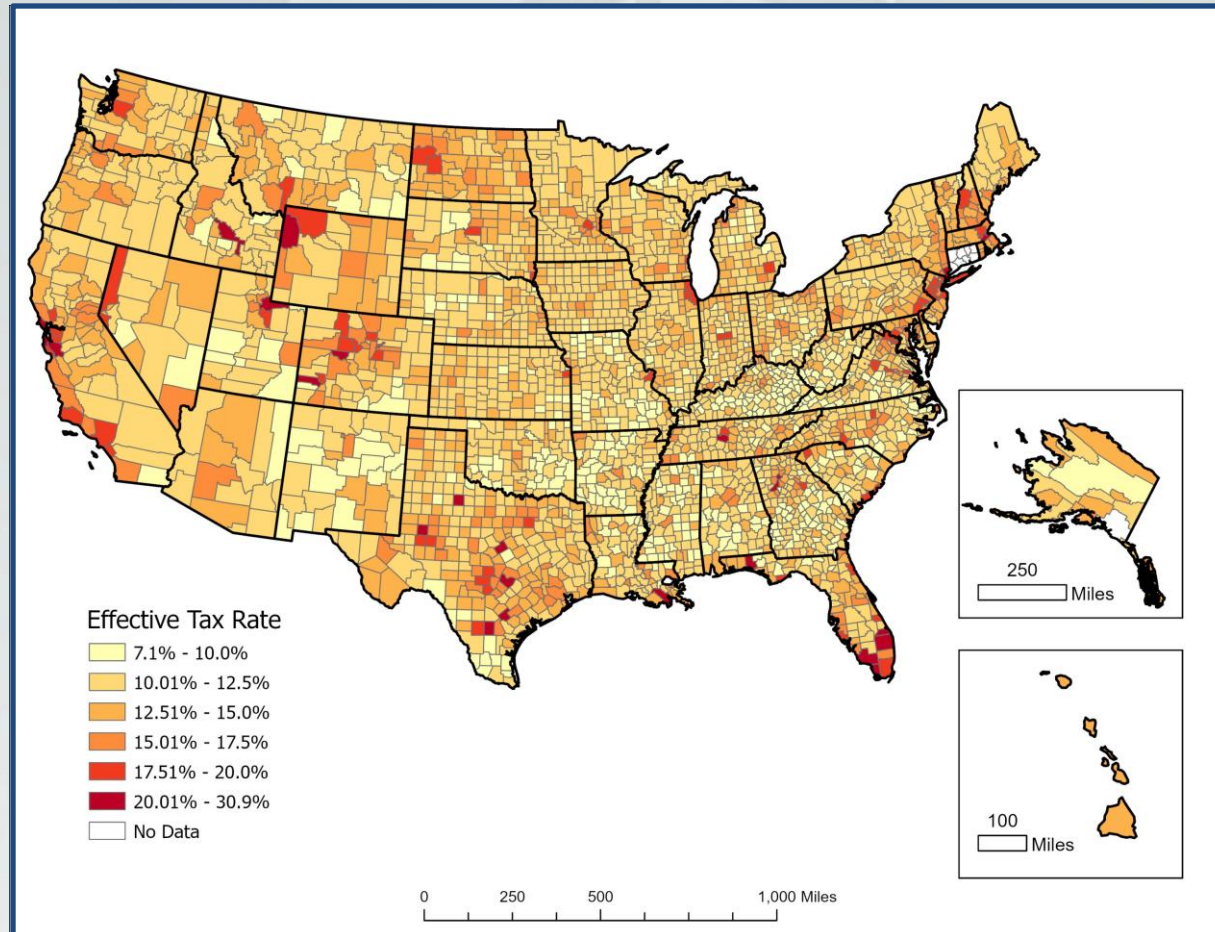 Effective Tax Rate
7.1% - 10.0%
10.01% - 12.5%
12.51% - 15.0%
15.01% - 17.5%
17.51% - 20.0%
20.01% - 30.9%
No Data
250
Miles
100
Miles
0 250 500 1,000 Miles